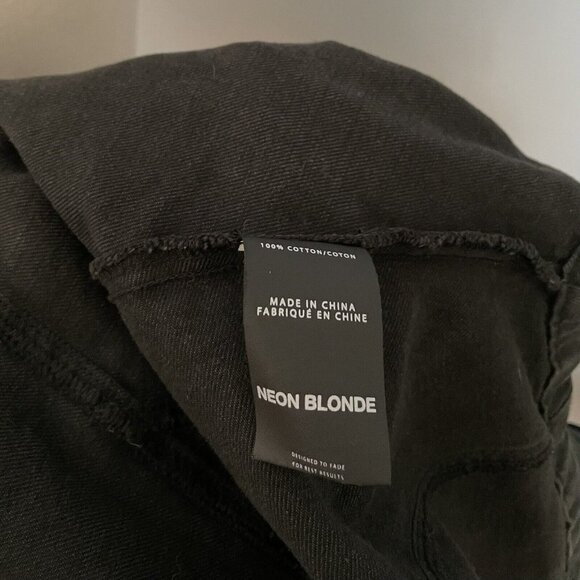 100% COTTON/COTON
MADE IN CHINA
FABRIQUÉ EN CHINE
NEON BLONDE
DESIGNED TO FADE
FOR BEST RESULTS